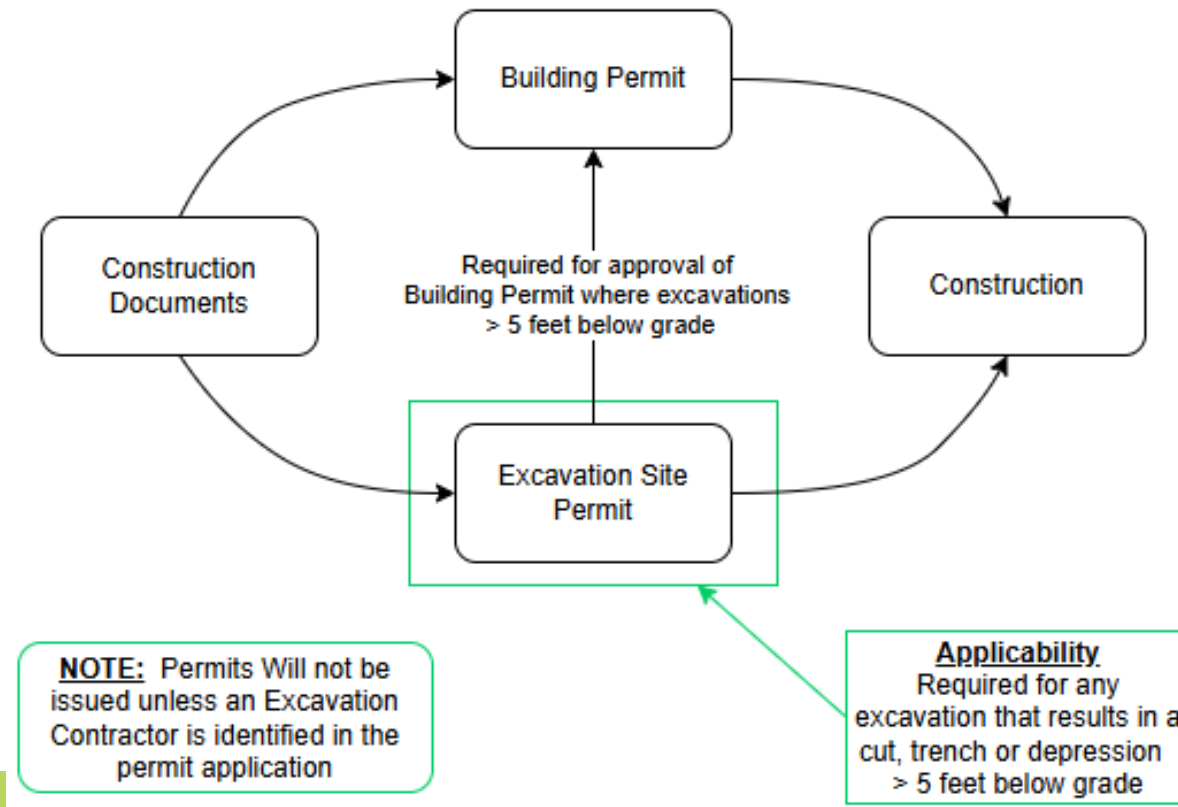 Building Permit
Construction
Documents
Required for approval of
Building Permit where excavations
> 5 feet below grade
Construction
Excavation Site
Permit
NOTE:  Permits Will not be
issued unless an Excavation
Contractor is identified in the
permit application
Applicability
Required for any
excavation that results in a
cut, trench or depression
> 5 feet below grade